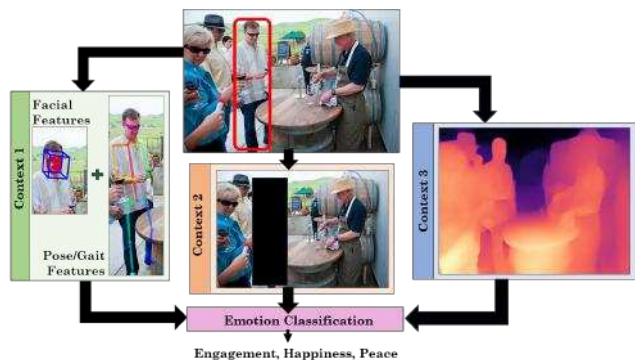 Facial
Features
Context 1
Pose/Gait
Features
Context 2
Context 3
Emotion Classification
Engagement, Happiness, Peace